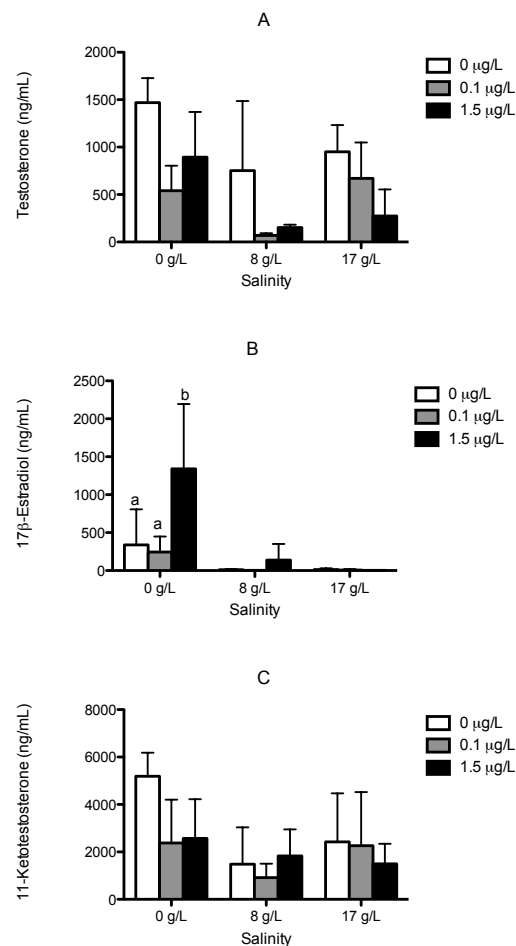 A
2000
1500
1000
500
0
Testosterone (ng/mL)
0 g/L 8 g/L 17 g/L
Salinity
0 μg/L
0.1 μg/L
1.5 μg/L
B
2500
2000
1500
1000
500
0
17β-Estradiol (ng/mL)
a a b
0 g/L 8 g/L 17 g/L
Salinity
0 μg/L
0.1 μg/L
1.5 μg/L
C
8000
6000
4000
2000
0
11-Ketotestosterone (ng/mL)
0 g/L 8 g/L 17 g/L
Salinity
0 μg/L
0.1 μg/L
1.5 μg/L